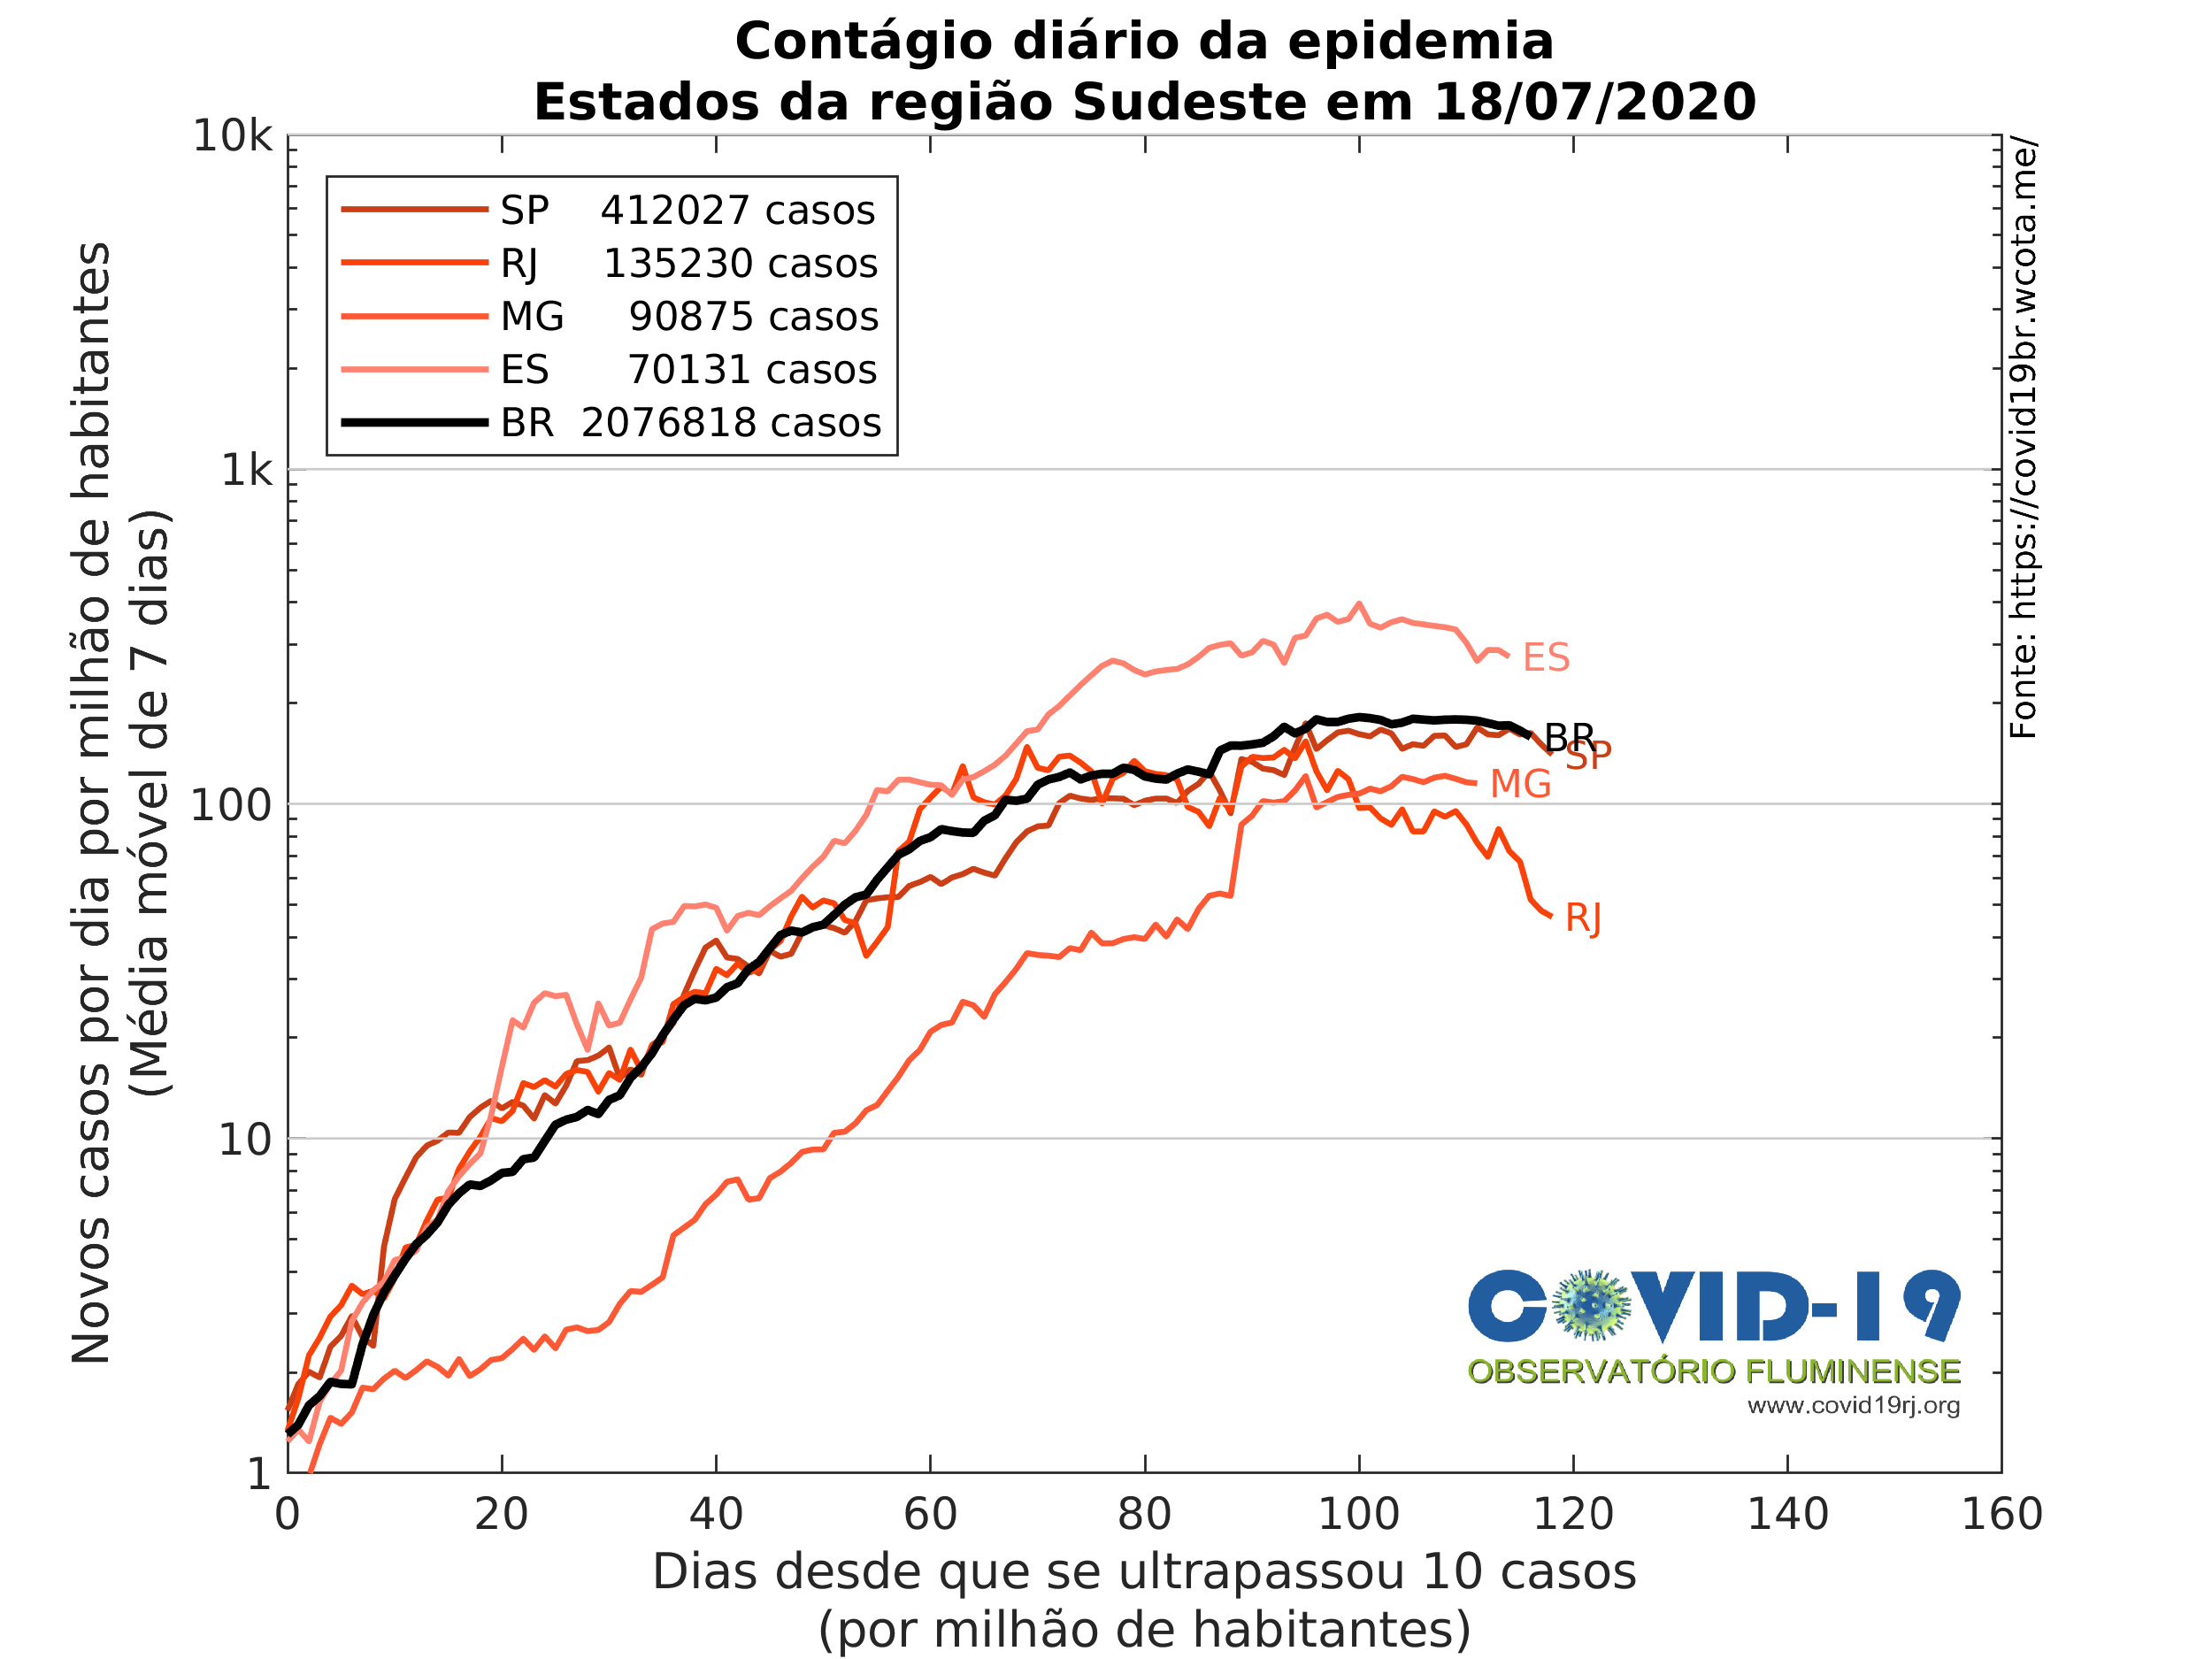 Contágio diário da epidemia
Estados da região Sudeste em 18/07/2020
Novos casos por dia por milhão de habitantes
(Média móvel de 7 dias)
10k
1k
100
10
1
SP 412027 casos
RJ 135230 casos
MG 90875 casos
ES 70131 casos
BR 2076818 casos
ES
BR
SP
MG
RJ
Fonte: https://covid19br.wcota.me/
COVID-19
OBSERVATÓRIO FLUMINENSE
www.covid19rj.org
0 20 40 60 80 100 120 140 160
Dias desde que se ultrapassou 10 casos
(por milhão de habitantes)